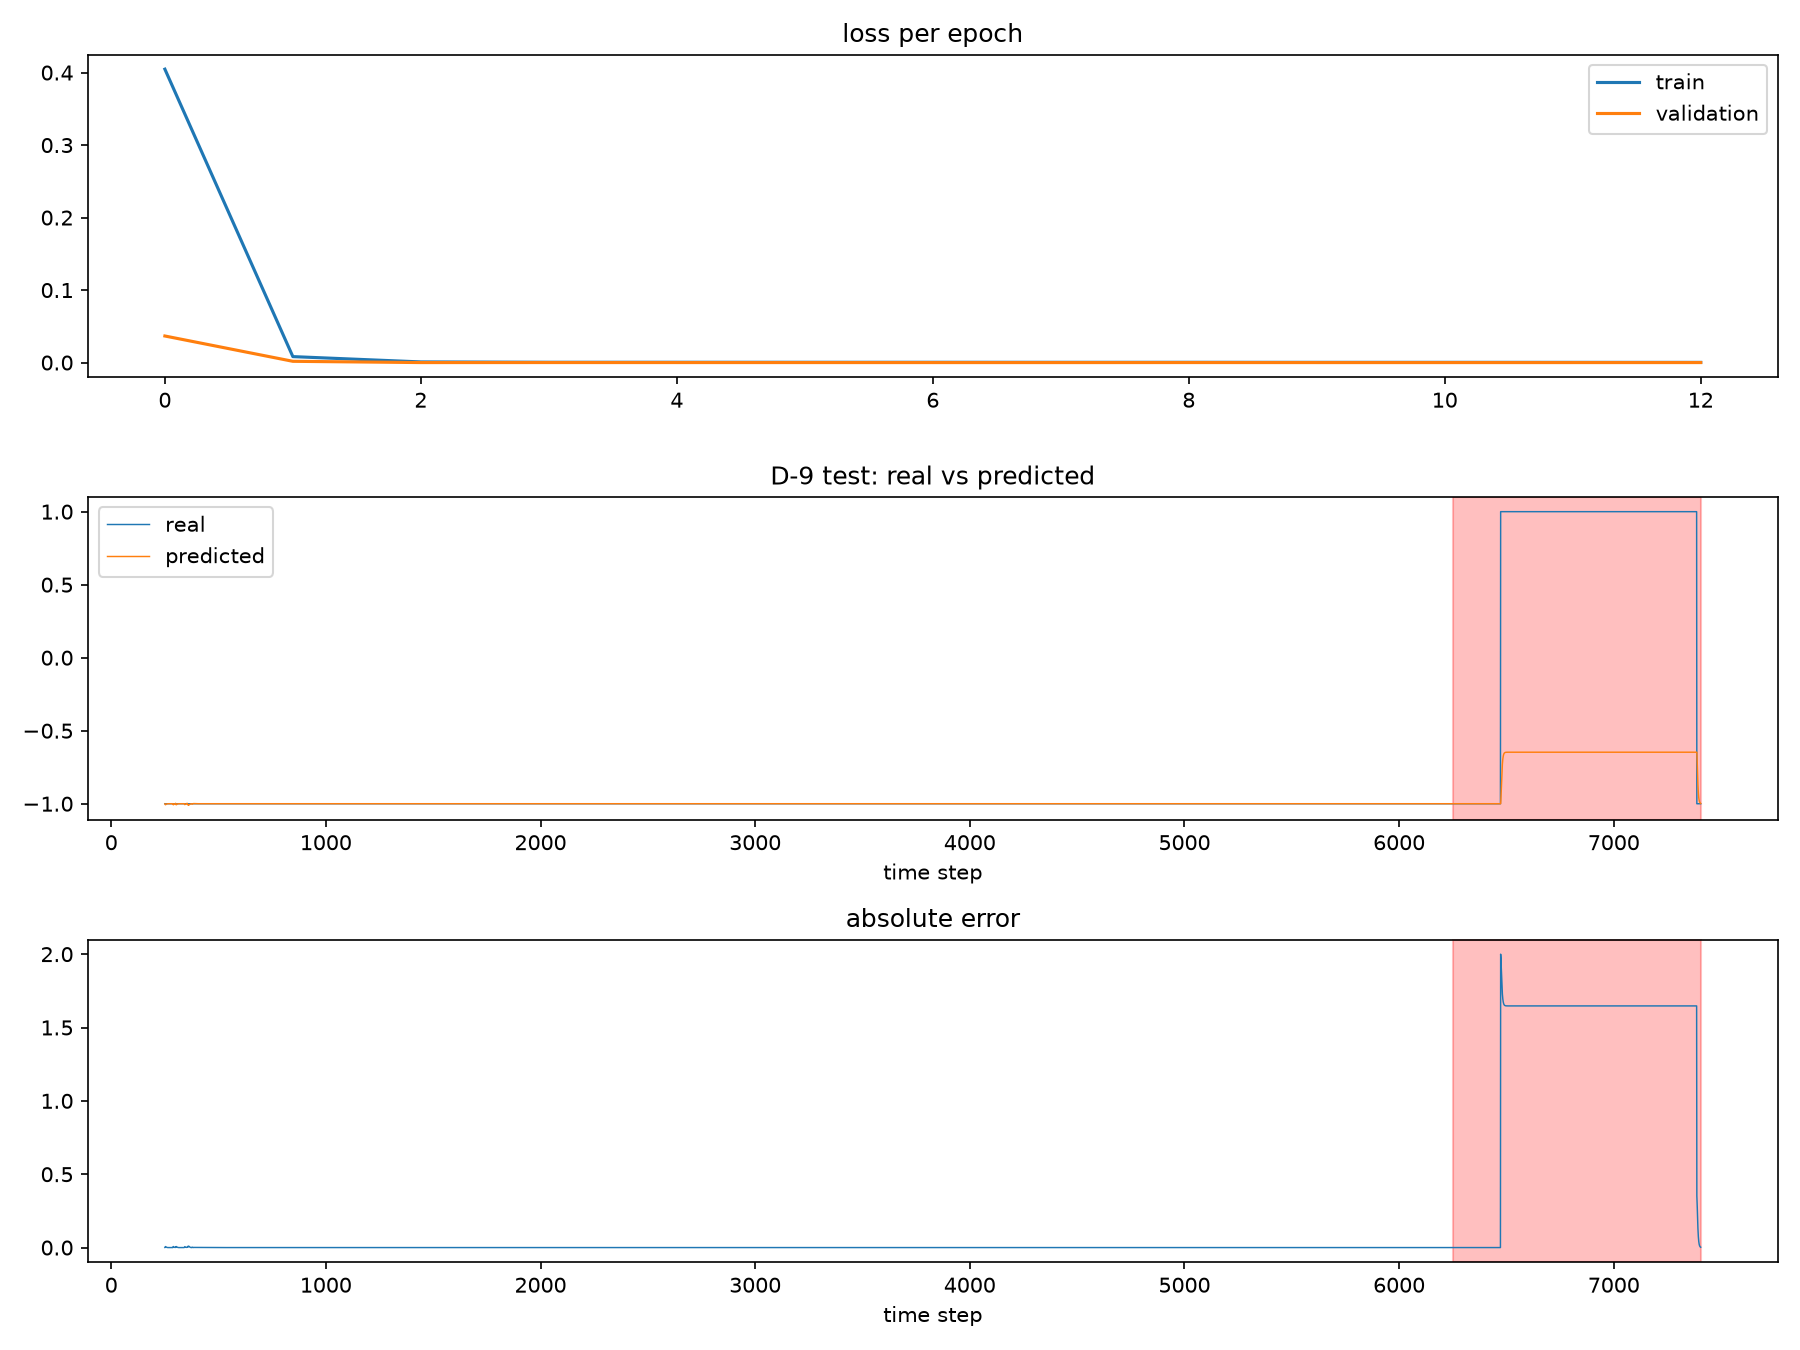 loss per epoch
0.4
0.3
0.2
0.1
0.0
train
validation
0 2 4 6 8 10 12
D-9 test: real vs predicted
1.0
0.5
0.0
−0.5
−1.0
real
predicted
0 1000 2000 3000 4000 5000 6000 7000
time step
absolute error
2.0
1.5
1.0
0.5
0.0
0 1000 2000 3000 4000 5000 6000 7000
time step